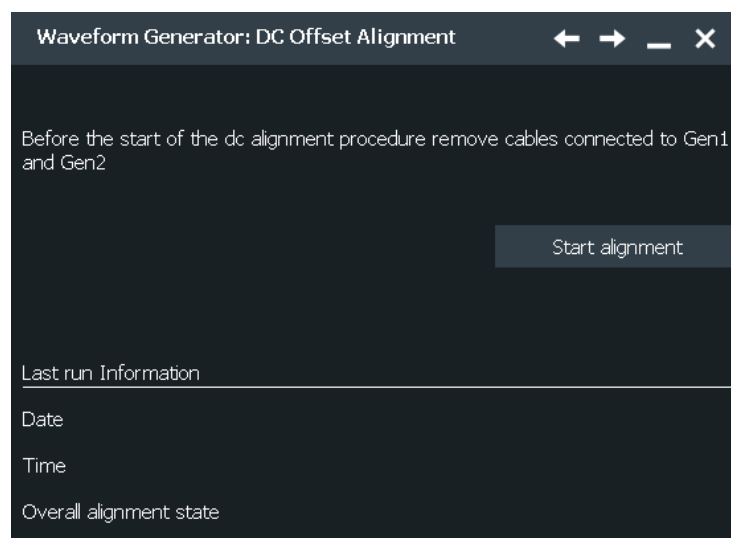 Waveform Generator: DC Offset Alignment
Before the start of the dc alignment procedure remove cables connected to Gen1
and Gen2
Start alignment
Last run Information
Date
Time
Overall alignment state